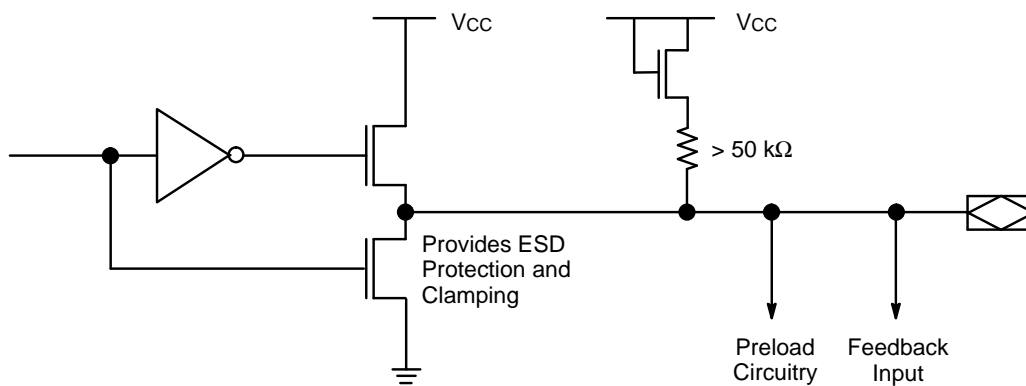 VCC
VCC
> 50 kΩ
Provides ESD
Protection and
Clamping
Preload
Circuitry
Feedback
Input